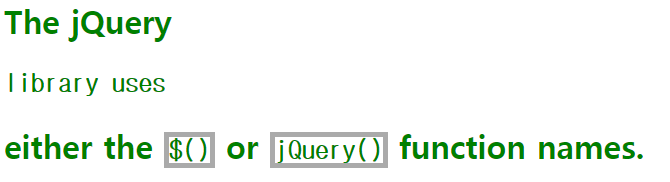 The jQuery
library uses
either the $() or jQuery() function names.